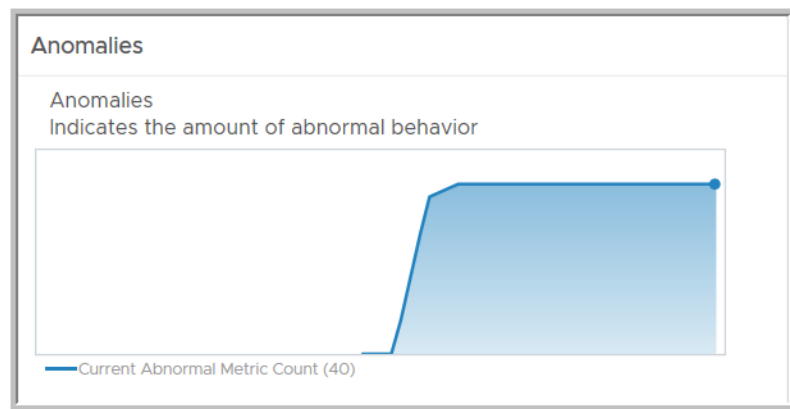 Anomalies
Anomalies
Indicates the amount of abnormal behavior
Current Abnormal Metric Count (40)